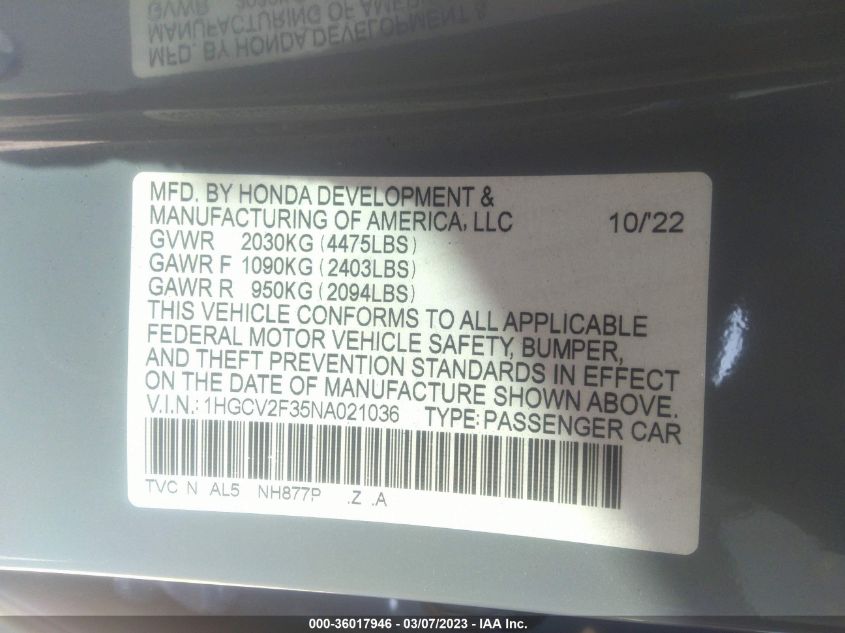 MFD. BY HONDA DEVELOPMENT &
MANUFACTURING OF AMERICA, LLC 10/'22
GVWR 2030KG (4475LBS)
GAWR F 1090KG (2403LBS)
GAWR R 950KG (2094LBS)
THIS VEHICLE CONFORMS TO ALL APPLICABLE
FEDERAL MOTOR VEHICLE SAFETY, BUMPER,
AND THEFT PREVENTION STANDARDS IN EFFECT
ON THE DATE OF MANUFACTURE SHOWN ABOVE.
V.I.N.: 1HGCV2F35NA021036 TYPE: PASSENGER CAR
TVC N AL5 NH877P .Z .A
000-36017946 - 03/07/2023 - IAA Inc.